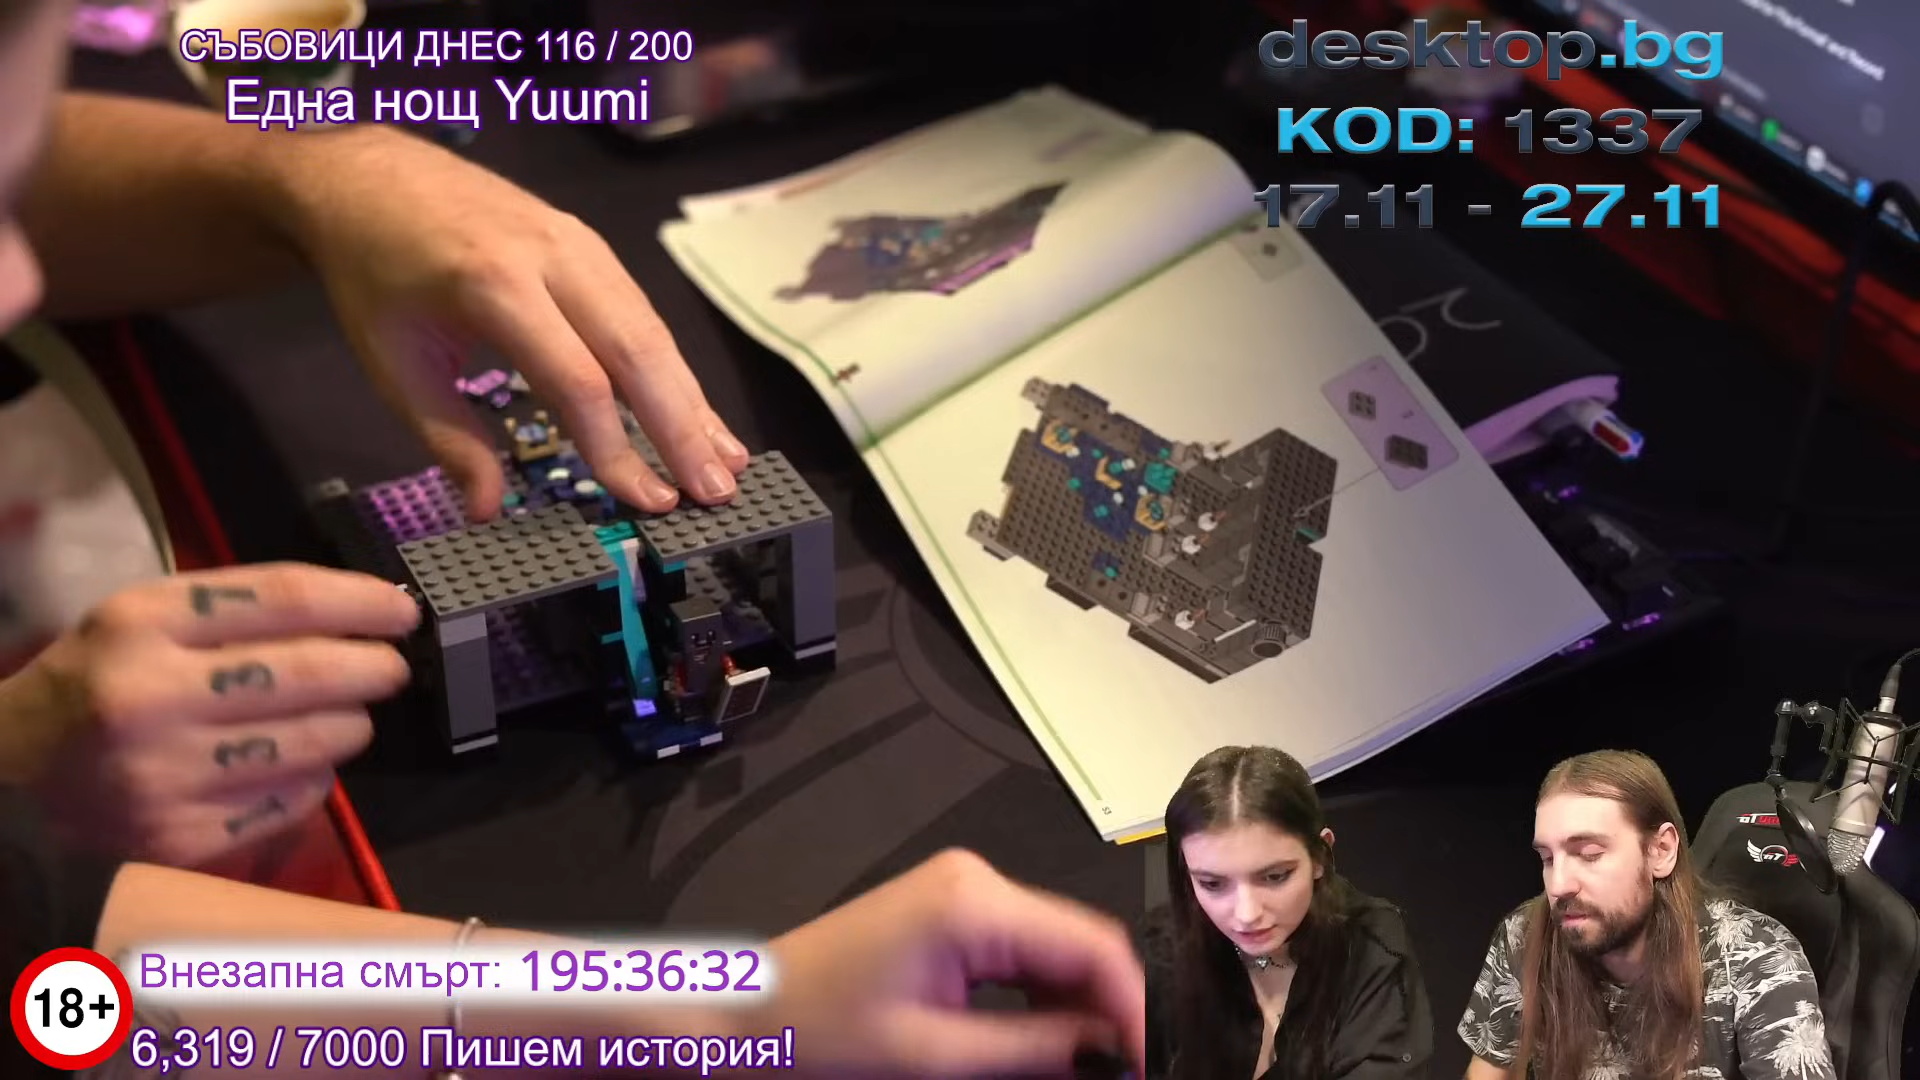 СЪБОВИЦИ ДНЕС 116 / 200
Една нощ Yuumi
desktop.bg
KOD: 1337
17.11 - 27.11
1337
Внезапна смърт: 195:36:32
18+
6,319 / 7000 Пишем история!